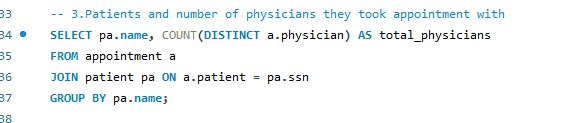 33 -- 3.Patients and number of physicians they took appointment with
34 SELECT pa.name, COUNT(DISTINCT a.physician) AS total_physicians
35 FROM appointment a
36 JOIN patient pa ON a.patient = pa.ssn
37 GROUP BY pa.name;
38